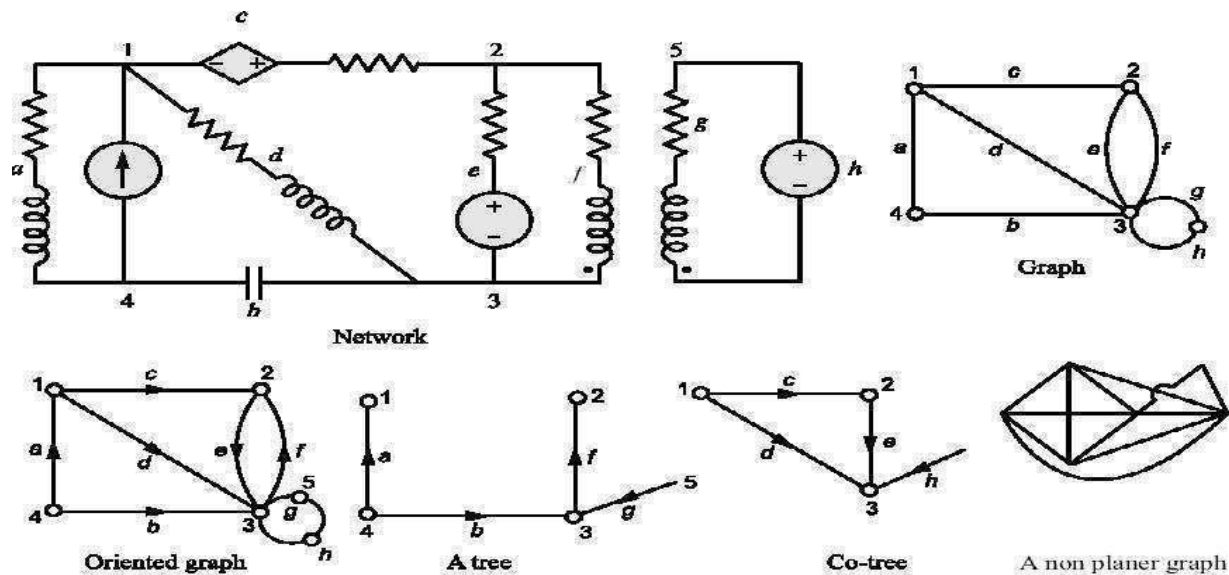 c
1 2 5
a d e f g h
+ -
4 b 3
Network
1 c 2
a d e f
4 b 3 g
h
Graph
1 c 2
a d e f
4 b 3 g 5
h
Oriented graph
1 2
a f
4 b 3 g 5
A tree
1 c 2
d e
h
3
Co-tree
A non planer graph